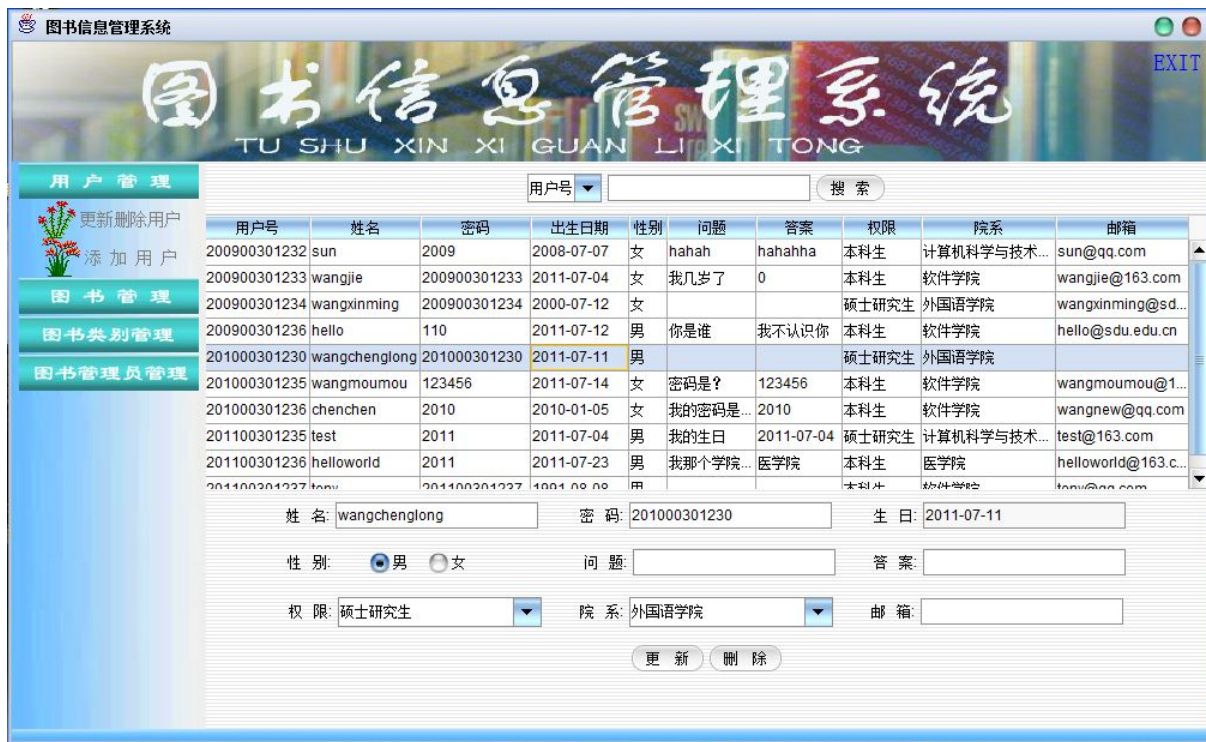 图书信息管理系统
EXIT
图书信息管理系统
TU SHU XIN XI GUAN LI XI TONG
用户管理
更新删除用户
添加用户
图书管理
图书类别管理
图书管理员管理
用户号 搜索
用户号 姓名 密码 出生日期 性别 问题 答案 权限 院系 邮箱
200900301232 sun 2009 2008-07-07 女 hahah hahahha 本科生 计算机科学与技术... sun@qq.com
200900301233 wangjie 200900301233 2011-07-04 女 我几岁了 0 本科生 软件学院 wangjie@163.com
200900301234 wangxinming 200900301234 2000-07-12 女 硕士研究生 外国语学院 wangxinming@sd...
200900301236 hello 110 2011-07-12 男 你是谁 我不认识你 本科生 软件学院 hello@sdu.edu.cn
201000301230 wangchenglong 201000301230 2011-07-11 男 硕士研究生 外国语学院
201000301235 wangmoumou 123456 2011-07-14 女 密码是? 123456 本科生 软件学院 wangmoumou@1...
201000301236 chenchen 2010 2010-01-05 女 我的密码是... 2010 本科生 软件学院 wangnew@qq.com
201100301235 test 2011 2011-07-04 男 我的生日 2011-07-04 硕士研究生 计算机科学与技术... test@163.com
201100301236 helloworld 2011 2011-07-23 男 我那个学院... 医学院 本科生 医学院 helloworld@163.c...
201100301237 tony 201100301237 1991-08-08 男 本科生 软件学院 tony@qq.com
姓 名: wangchenglong 密 码: 201000301230 生 日: 2011-07-11
性 别: 男 女 问 题: 答 案:
权 限: 硕士研究生 院 系: 外国语学院 邮 箱:
更 新 删 除